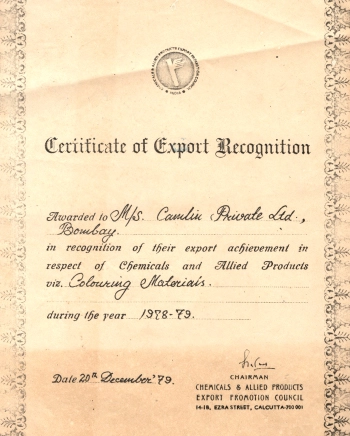 Certificate of Export Recognition
Awarded to M/s. Camlin Private Ltd.,
Bombay.
in recognition of their export achievement in
respect of Chemicals and Allied Products
viz. Colouring Materials.
during the year 1978-79.
Date 20th December '79.
CHAIRMAN
CHEMICALS & ALLIED PRODUCTS
EXPORT PROMOTION COUNCIL
14-1B, EZRA STREET, CALCUTTA-700 001